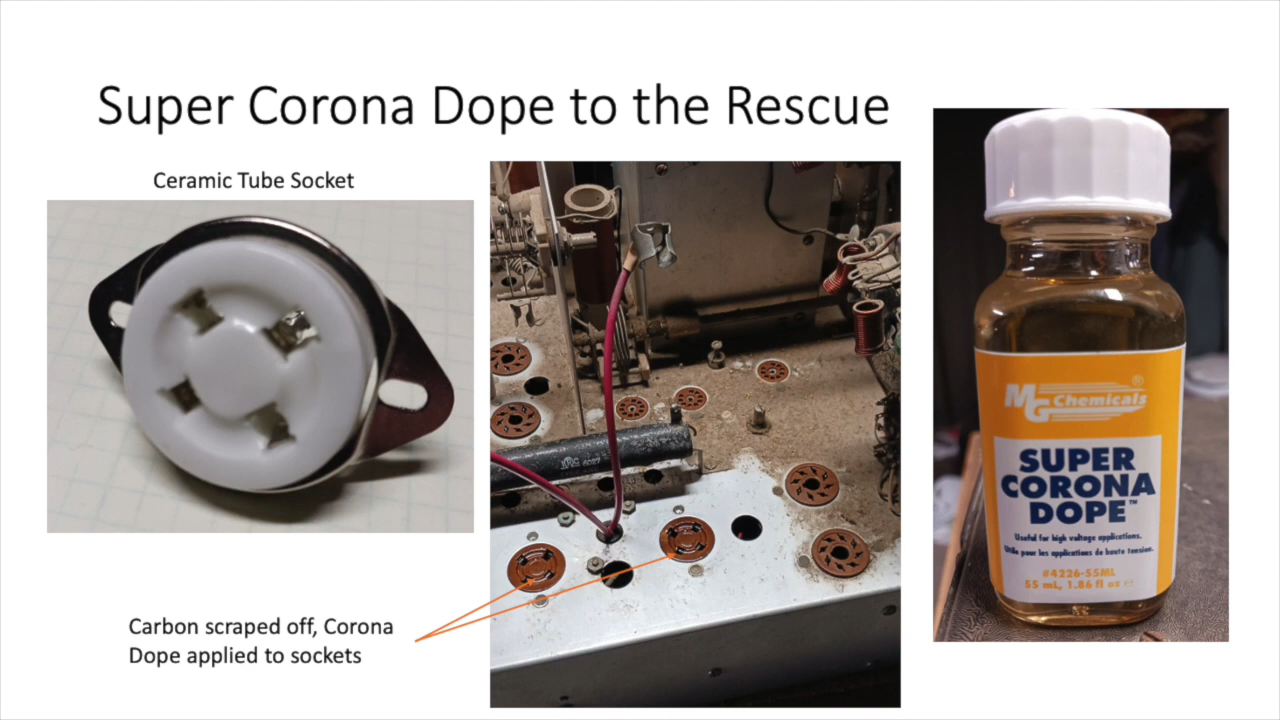 Super Corona Dope to the Rescue
Ceramic Tube Socket
Carbon scraped off, Corona
Dope applied to sockets
MG Chemicals ®
SUPER
CORONA
DOPE™
Useful for high voltage applications.
Utile pour les applications de haute tension.
#4226-55ML
55 mL, 1.86 fl oz